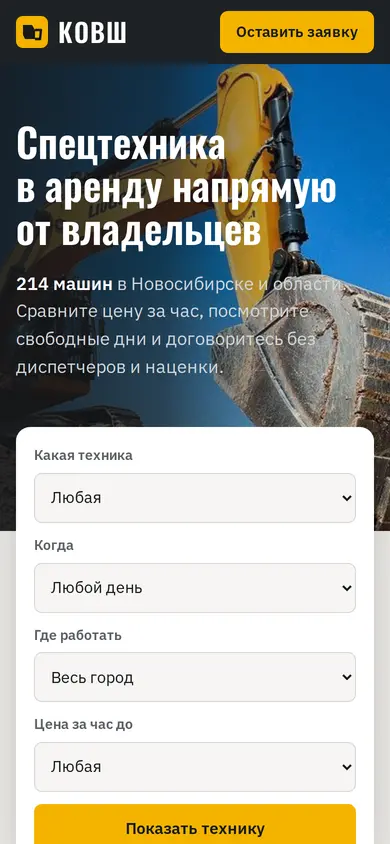 КОВШ
Оставить заявку
Спецтехника
в аренду напрямую
от владельцев
214 машин в Новосибирске и области.
Сравните цену за час, посмотрите
свободные дни и договоритесь без
диспетчеров и наценки.
Какая техника
Любая
Когда
Любой день
Где работать
Весь город
Цена за час до
Любая
Показать технику